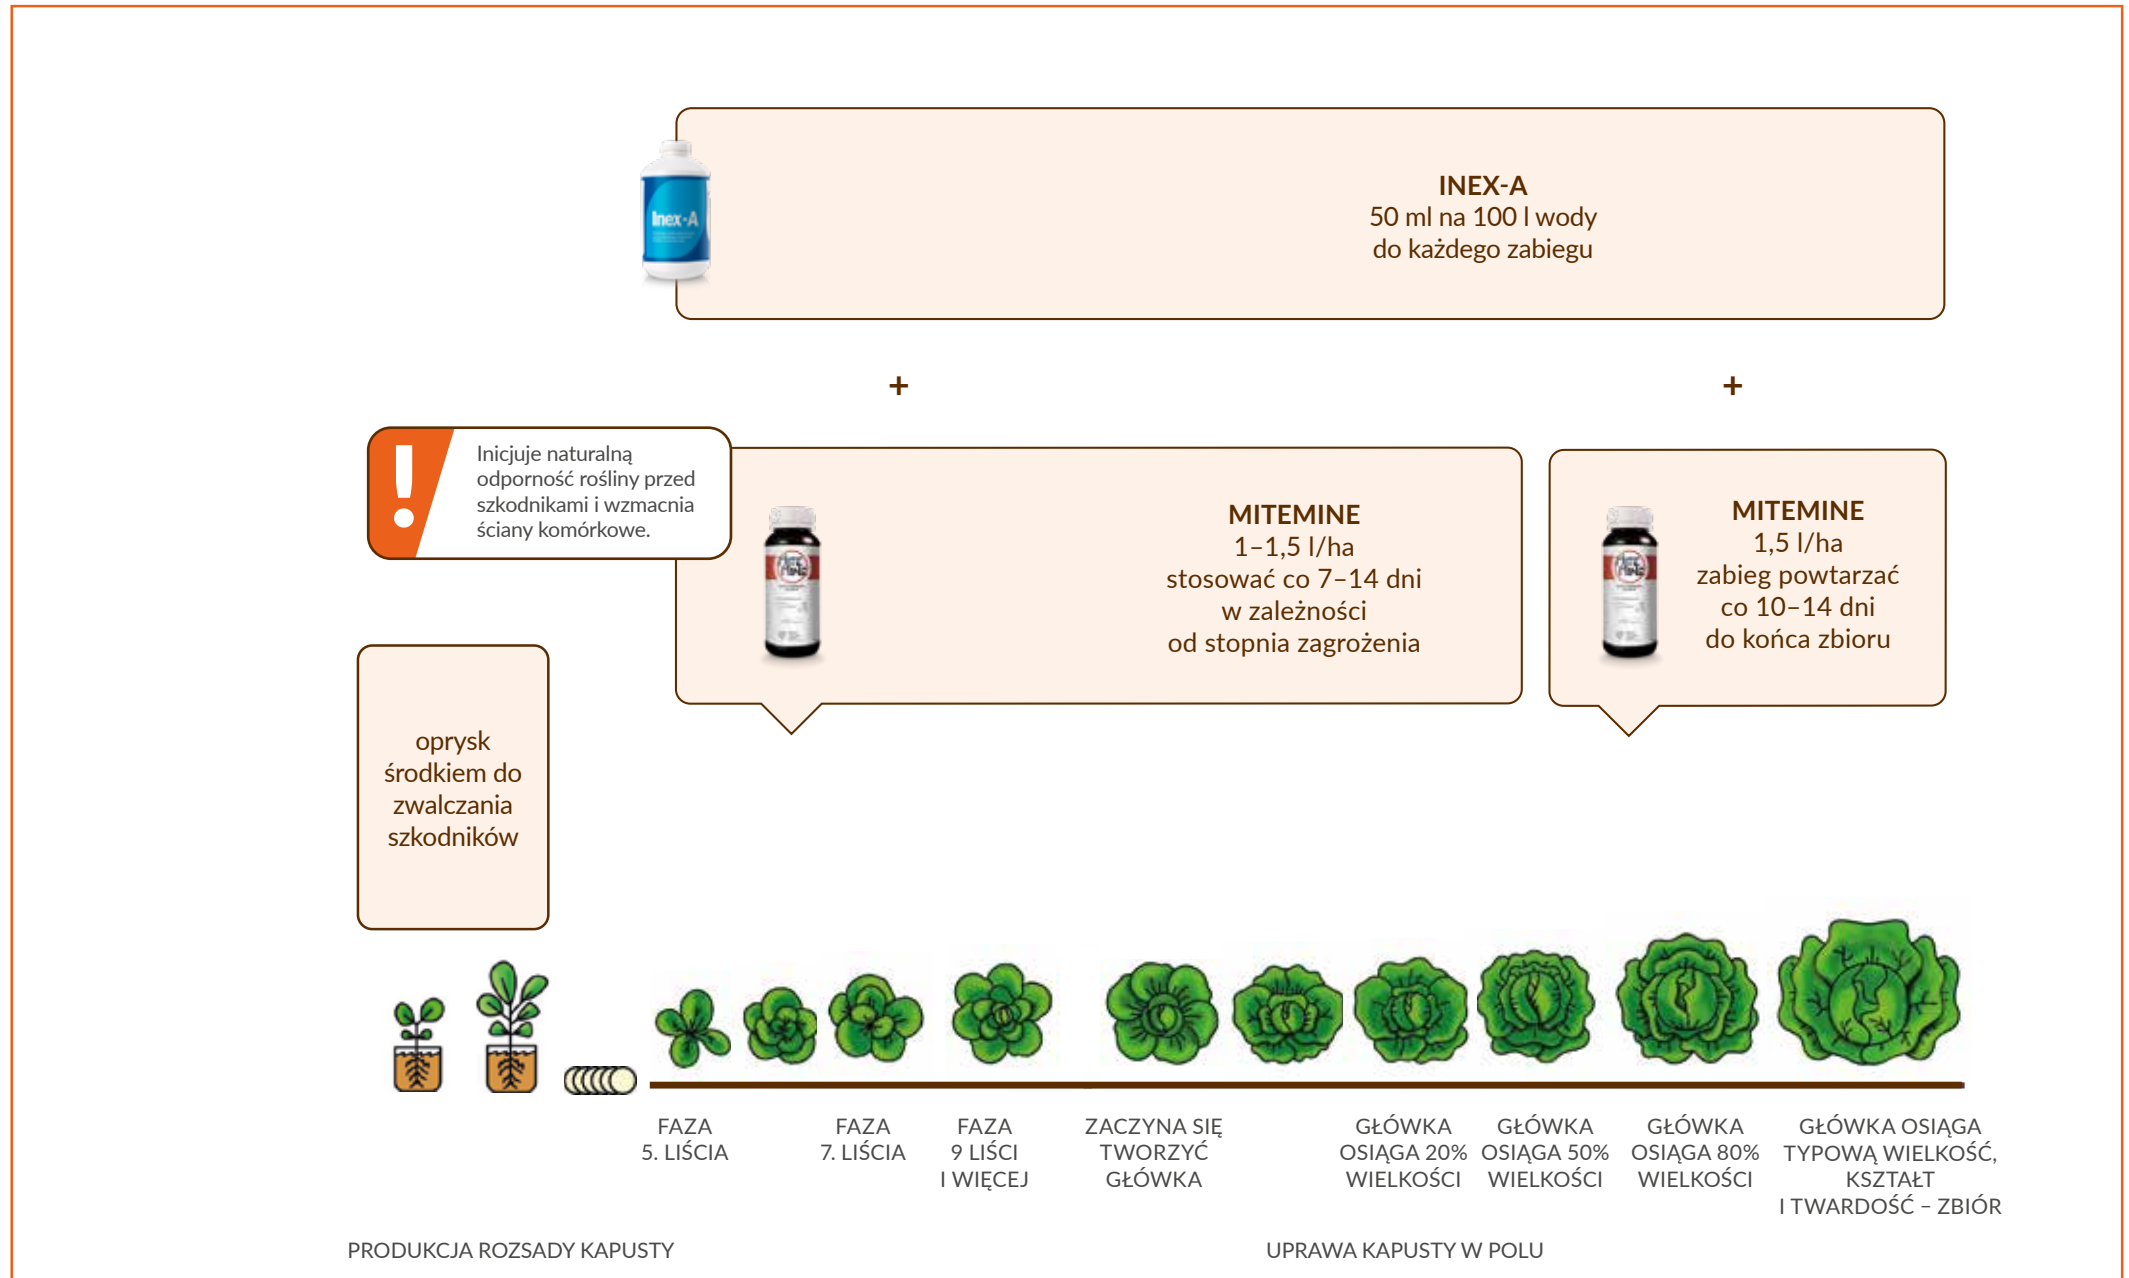 Inex-A
INEX-A
50 ml na 100 l wody
do każdego zabiegu
+
+
!
Inicjuje naturalną
odporność rośliny przed
szkodnikami i wzmacnia
ściany komórkowe.
MITEMINE
1–1,5 l/ha
stosować co 7–14 dni
w zależności
od stopnia zagrożenia
MITEMINE
1,5 l/ha
zabieg powtarzać
co 10–14 dni
do końca zbioru
oprysk
środkiem do
zwalczania
szkodników
FAZA
5. LIŚCIA
FAZA
7. LIŚCIA
FAZA
9 LIŚCI
I WIĘCEJ
ZACZYNA SIĘ
TWORZYĆ
GŁÓWKA
GŁÓWKA
OSIĄGA 20%
WIELKOŚCI
GŁÓWKA
OSIĄGA 50%
WIELKOŚCI
GŁÓWKA
OSIĄGA 80%
WIELKOŚCI
GŁÓWKA OSIĄGA
TYPOWĄ WIELKOŚĆ,
KSZTAŁT
I TWARDOŚĆ – ZBIÓR
PRODUKCJA ROZSADY KAPUSTY
UPRAWA KAPUSTY W POLU